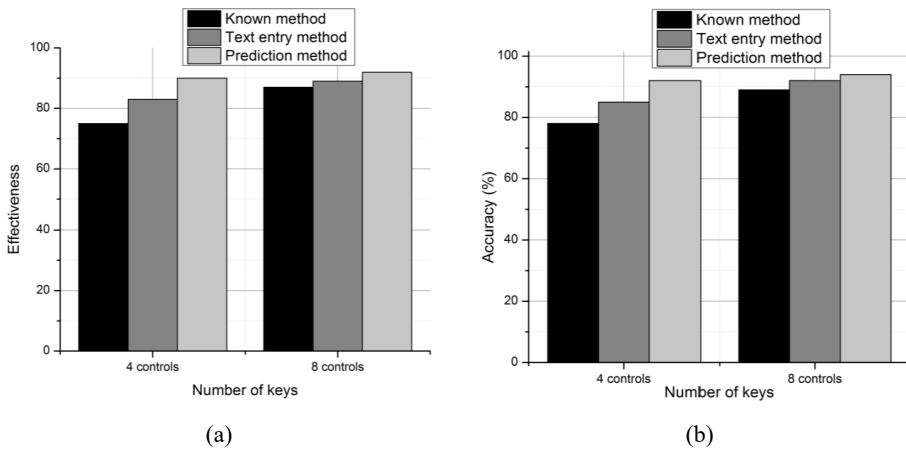 Known method
Text entry method
Prediction method
100
80
60
40
20
0
Effectiveness
4 controls
8 controls
Number of keys
(a)
Known method
Text entry method
Prediction method
100
80
60
40
20
0
Accuracy (%)
4 controls
8 controls
Number of keys
(b)